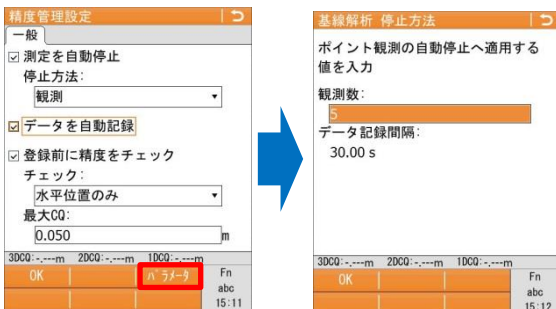 精度管理設定
一般
測定を自動停止
停止方法:
観測
データを自動記録
登録前に精度をチェック
チェック:
水平位置のみ
最大CQ:
0.050 m
3DCQ:-.---m 2DCQ:-.---m 1DCQ:-.---m
OK パラメータ Fn
abc
15:11
基線解析 停止方法
ポイント観測の自動停止へ適用する
値を入力
観測数:
5
データ記録間隔:
30.00 s
3DCQ:-.---m 2DCQ:-.---m 1DCQ:-.---m
OK Fn
abc
15:12